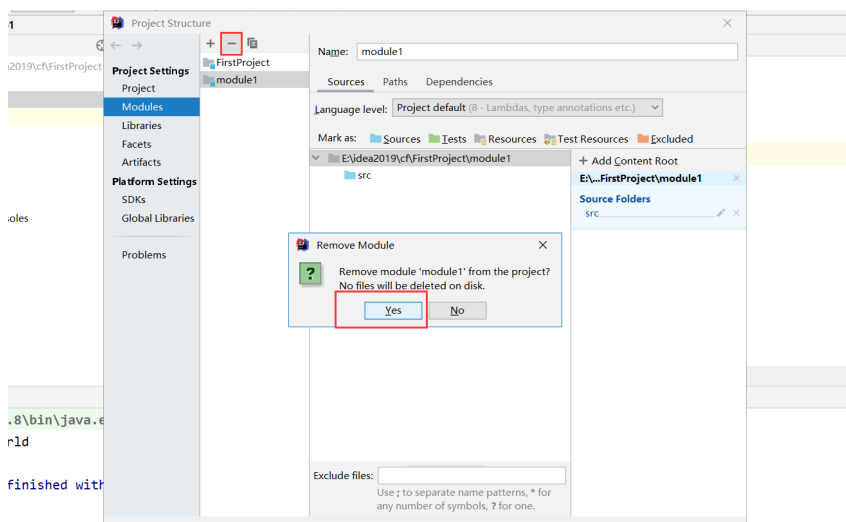 1
Project Structure
2019\cf\FirstProject
Project Settings
Project
Modules
Libraries
Facets
Artifacts
Platform Settings
SDKs
Global Libraries
Problems
FirstProject
module1
Name: module1
Sources Paths Dependencies
Language level: Project default (8 - Lambdas, type annotations etc.)
Mark as: Sources Tests Resources Test Resources Excluded
E:\idea2019\cf\FirstProject\module1
src
+ Add Content Root
E:\...FirstProject\module1
Source Folders
src
soles
Remove Module
Remove module 'module1' from the project?
No files will be deleted on disk.
Yes No
.8\bin\java.e
rld
finished with
Exclude files:
Use ; to separate name patterns, * for
any number of symbols, ? for one.